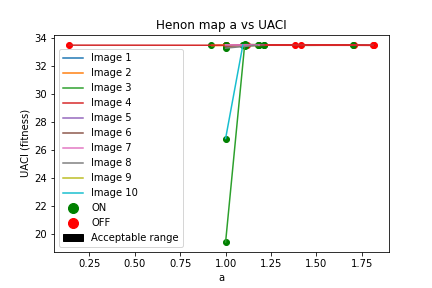 Henon map a vs UACI
34
32
30
28
26
24
22
20
UACI (fitness)
Image 1
Image 2
Image 3
Image 4
Image 5
Image 6
Image 7
Image 8
Image 9
Image 10
ON
OFF
Acceptable range
0.25 0.50 0.75 1.00 1.25 1.50 1.75
a